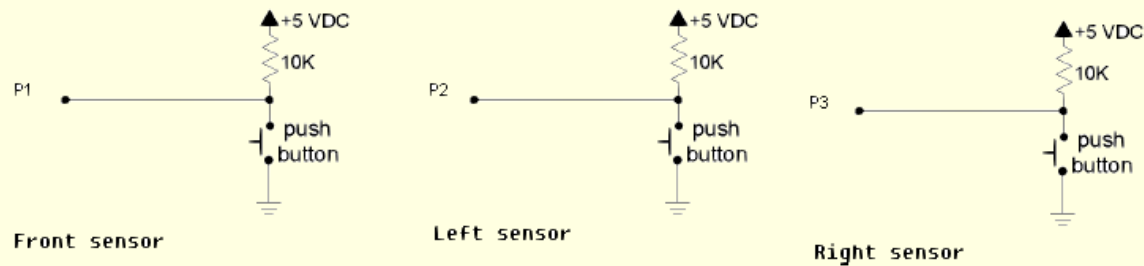 +5 VDC
10K
P1
push
button
Front sensor
+5 VDC
10K
P2
push
button
Left sensor
+5 VDC
10K
P3
push
button
Right sensor